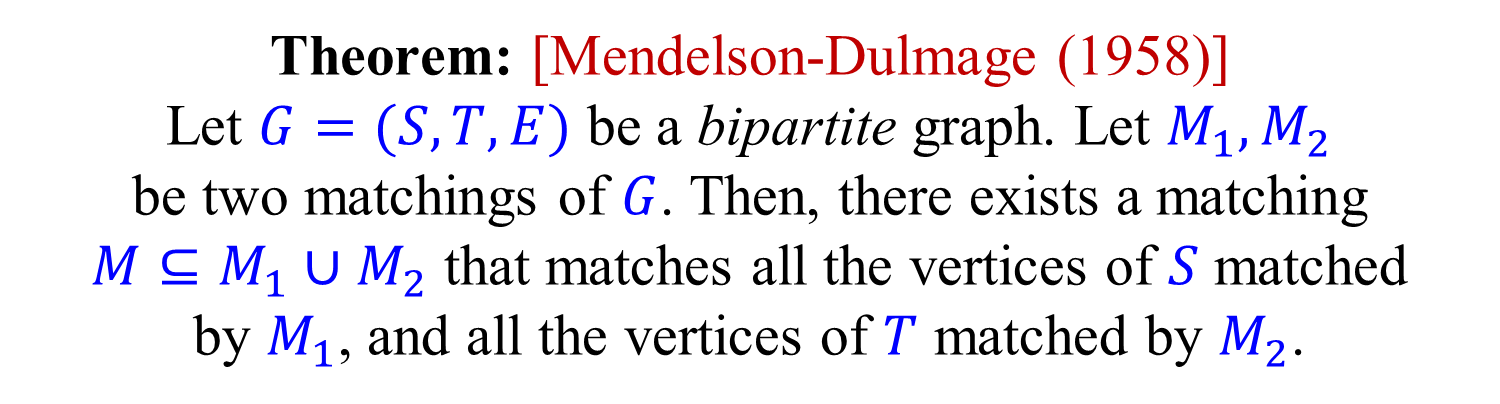 Theorem: [Mendelson-Dulmage (1958)]
Let G = (S, T, E) be a bipartite graph. Let M₁, M₂
be two matchings of G. Then, there exists a matching
M ⊆ M₁ ∪ M₂ that matches all the vertices of S matched
by M₁, and all the vertices of T matched by M₂.